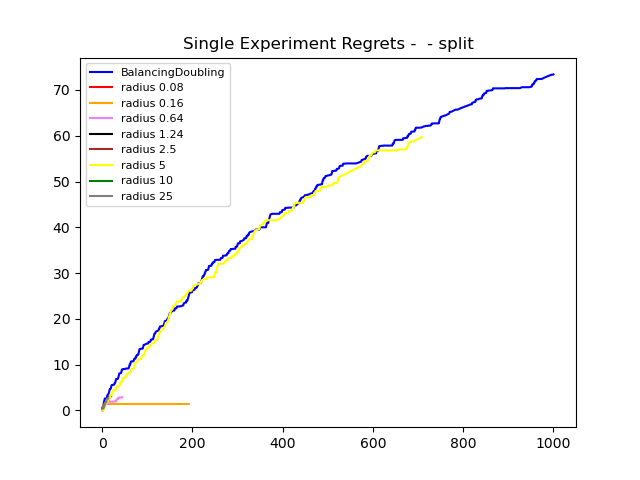 Single Experiment Regrets -  - split
BalancingDoubling
radius 0.08
radius 0.16
radius 0.64
radius 1.24
radius 2.5
radius 5
radius 10
radius 25
70
60
50
40
30
20
10
0
0 200 400 600 800 1000